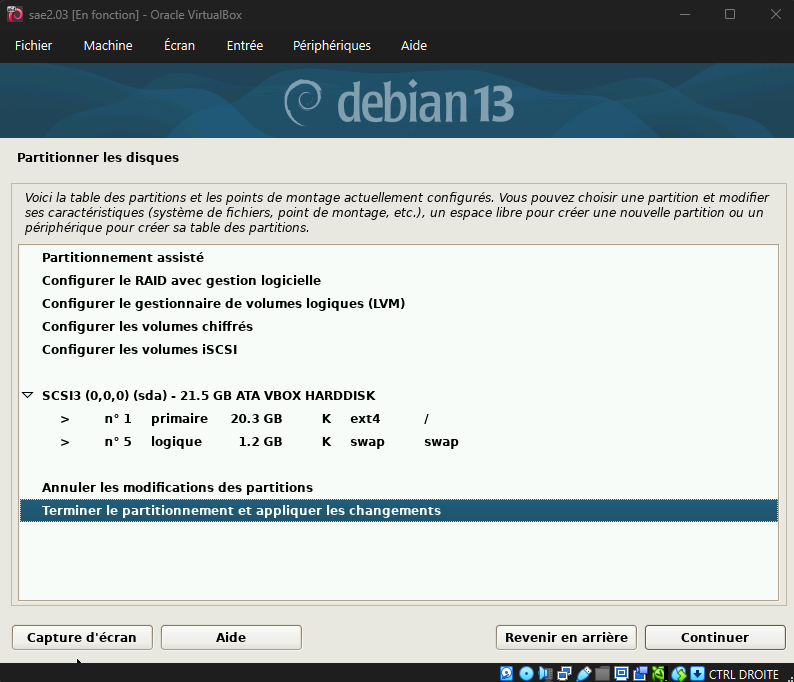 sae2.03 [En fonction] - Oracle VirtualBox
Fichier Machine Écran Entrée Périphériques Aide
debian 13
Partitionner les disques
Voici la table des partitions et les points de montage actuellement configurés. Vous pouvez choisir une partition et modifier
ses caractéristiques (système de fichiers, point de montage, etc.), un espace libre pour créer une nouvelle partition ou un
périphérique pour créer sa table des partitions.
Partitionnement assisté
Configurer le RAID avec gestion logicielle
Configurer le gestionnaire de volumes logiques (LVM)
Configurer les volumes chiffrés
Configurer les volumes iSCSI
SCSI3 (0,0,0) (sda) - 21.5 GB ATA VBOX HARDDISK
> n° 1 primaire 20.3 GB K ext4 /
> n° 5 logique 1.2 GB K swap swap
Annuler les modifications des partitions
Terminer le partitionnement et appliquer les changements
Capture d'écran Aide Revenir en arrière Continuer
CTRL DROITE